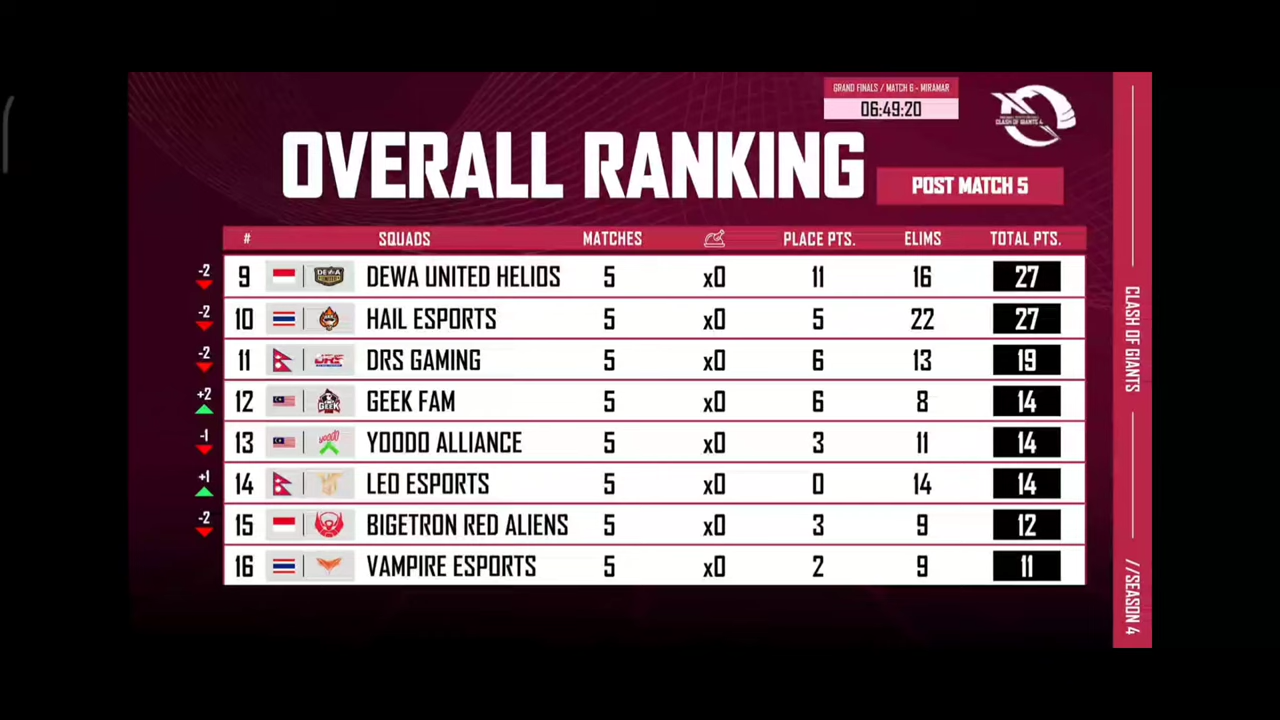 GRAND FINALS / MATCH 6 - MIRAMAR
06:49:20
CLASH OF GIANTS 4
OVERALL RANKING
POST MATCH 5
# SQUADS MATCHES PLACE PTS. ELIMS TOTAL PTS.
-2 9 DEWA UNITED HELIOS 5 x0 11 16 27
-2 10 HAIL ESPORTS 5 x0 5 22 27
-2 11 DRS GAMING 5 x0 6 13 19
+2 12 GEEK FAM 5 x0 6 8 14
-1 13 YOODO ALLIANCE 5 x0 3 11 14
+1 14 LEO ESPORTS 5 x0 0 14 14
-2 15 BIGETRON RED ALIENS 5 x0 3 9 12
16 VAMPIRE ESPORTS 5 x0 2 9 11
CLASH OF GIANTS
//SEASON 4